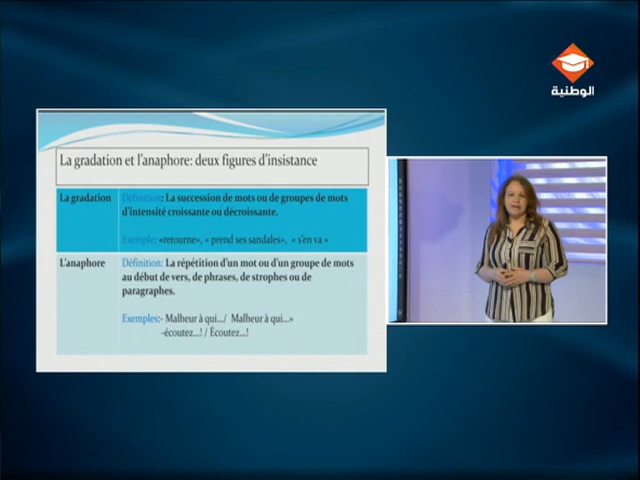 الوطنية
La gradation et l'anaphore: deux figures d'insistance
La gradation
Définition: La succession de mots ou de groupes de mots
d'intensité croissante ou décroissante.
Exemple: «retourne», « prend ses sandales», « s'en va »
L'anaphore
Définition: La répétition d'un mot ou d'un groupe de mots
au début de vers, de phrases, de strophes ou de
paragraphes.
Exemples:- Malheur à qui.../ Malheur à qui...»
-écoutez...! / Écoutez...!